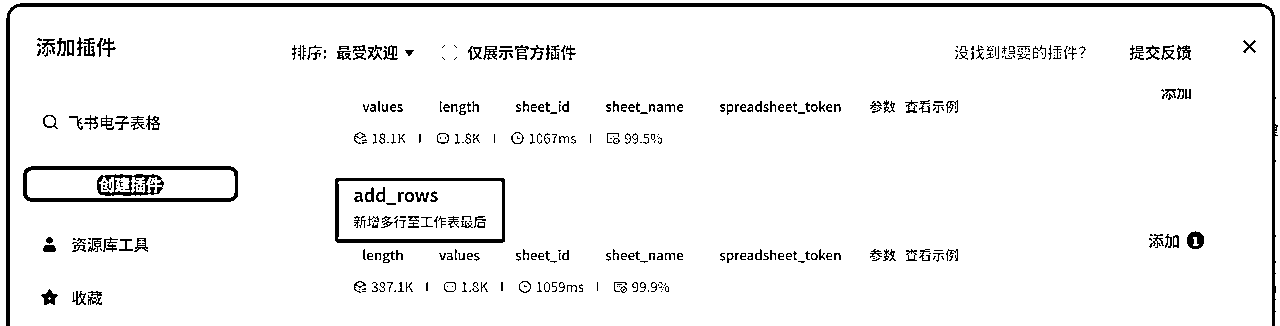 添加插件
排序: 最受欢迎 仅展示官方插件 没找到想要的插件? 提交反馈
飞书电子表格
创建插件
资源库工具
收藏
values length sheet_id sheet_name spreadsheet_token 参数 查看示例
添加
18.1K 1.8K 1067ms 99.5%
add_rows
新增多行至工作表最后
length values sheet_id sheet_name spreadsheet_token 参数 查看示例
添加 1
387.1K 1.8K 1059ms 99.9%